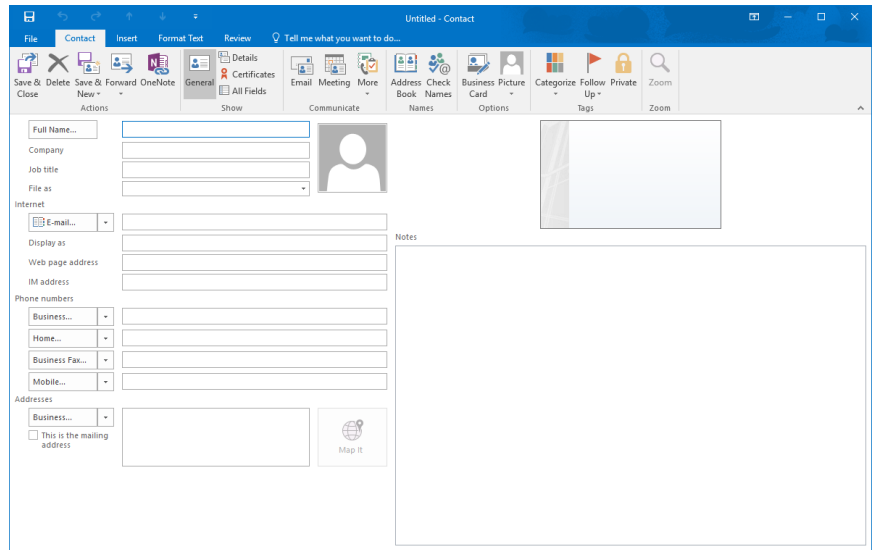 Untitled - Contact
File Contact Insert Format Text Review Tell me what you want to do...
Save & Close
Delete
Save & New
Forward
OneNote
Actions
General
Details
Certificates
All Fields
Show
Email
Meeting
More
Communicate
Address Book
Check Names
Names
Business Card
Picture
Options
Categorize
Follow Up
Private
Tags
Zoom
Zoom
Full Name...
Company
Job title
File as
Internet
E-mail...
Display as
Web page address
IM address
Phone numbers
Business...
Home...
Business Fax...
Mobile...
Addresses
Business...
This is the mailing
address
Map It
Notes